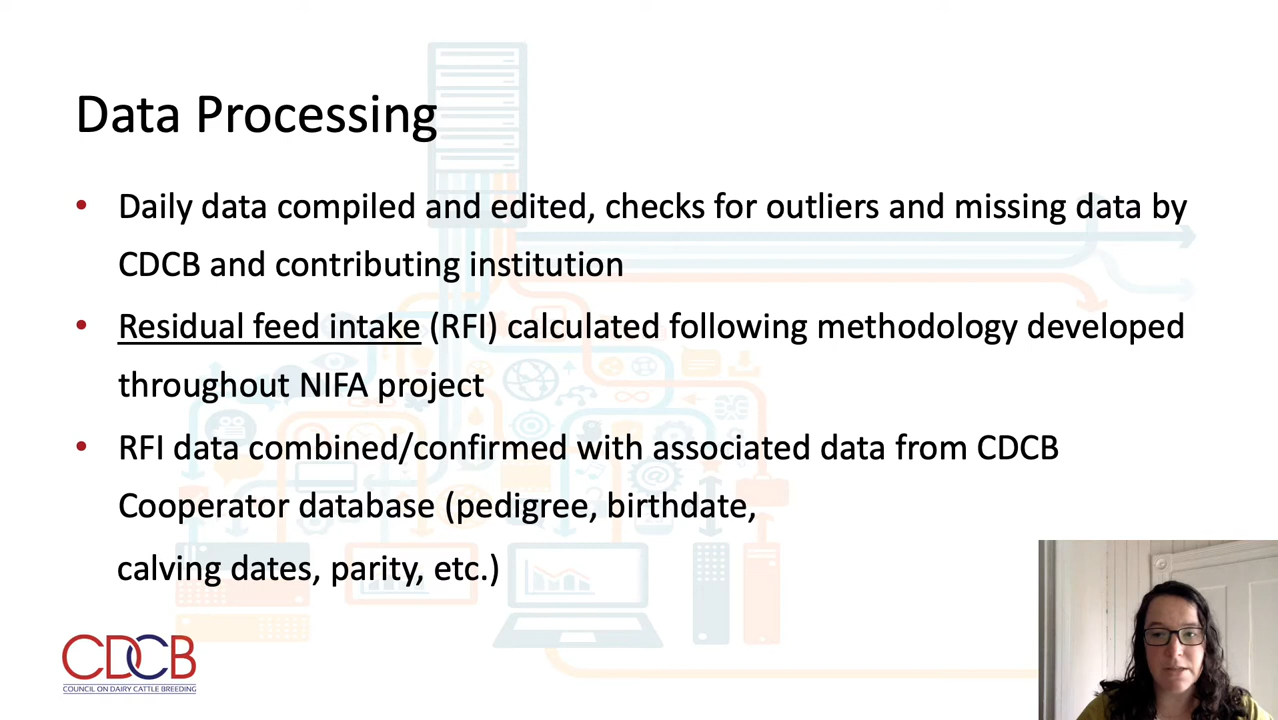 Data Processing
• Daily data compiled and edited, checks for outliers and missing data by
CDCB and contributing institution
• Residual feed intake (RFI) calculated following methodology developed
throughout NIFA project
• RFI data combined/confirmed with associated data from CDCB
Cooperator database (pedigree, birthdate,
calving dates, parity, etc.)
CDCB
COUNCIL ON DAIRY CATTLE BREEDING